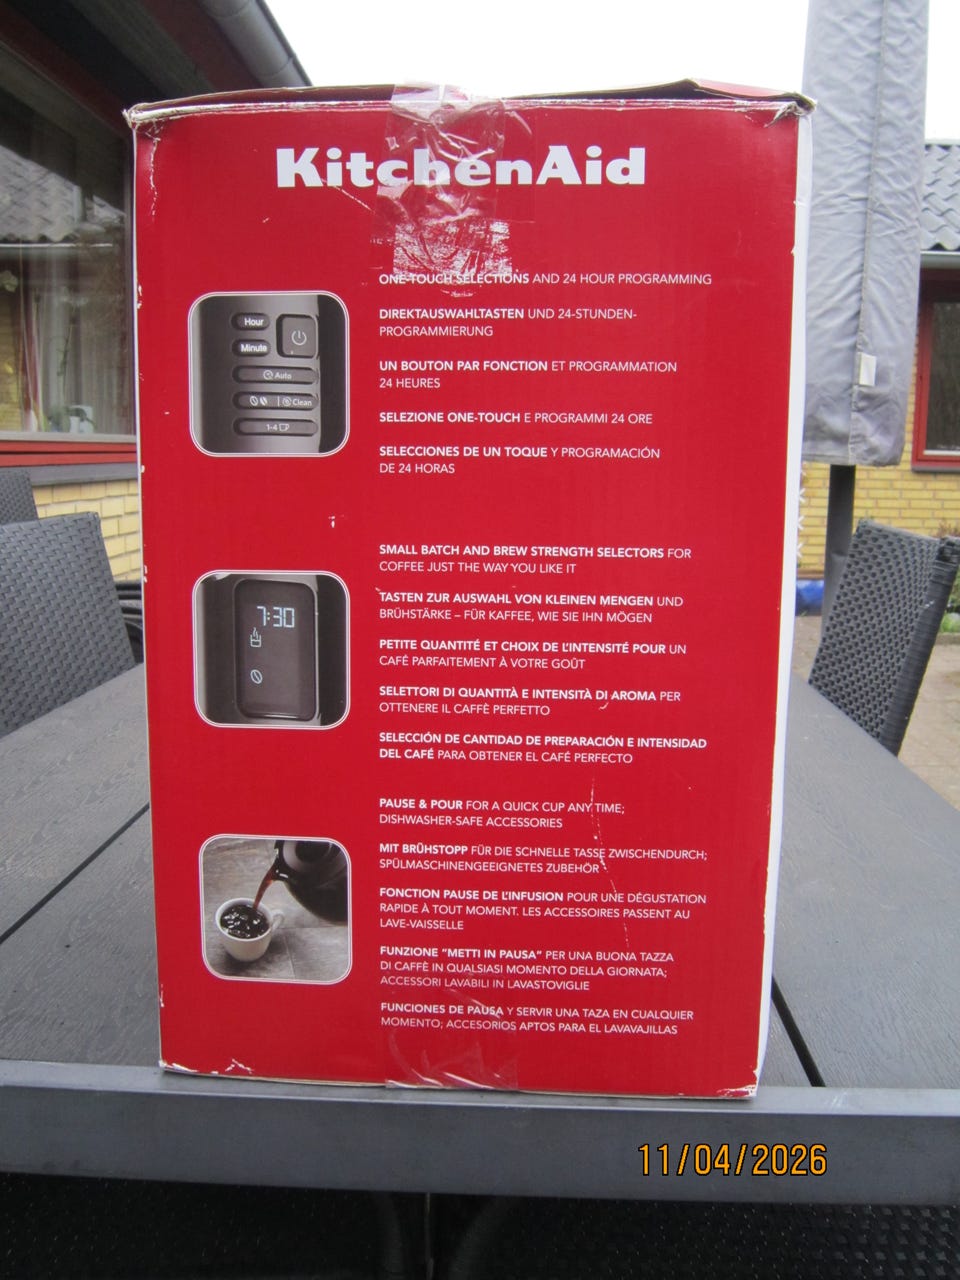 KitchenAid
ONE-TOUCH SELECTIONS AND 24 HOUR PROGRAMMING
Hour
Minute
Auto
Clean
1-4
DIREKTAUSWAHLTASTEN UND 24-STUNDEN-
PROGRAMMIERUNG
UN BOUTON PAR FONCTION ET PROGRAMMATION
24 HEURES
SELEZIONE ONE-TOUCH E PROGRAMMI 24 ORE
SELECCIONES DE UN TOQUE Y PROGRAMACIÓN
DE 24 HORAS
7:30
SMALL BATCH AND BREW STRENGTH SELECTORS FOR
COFFEE JUST THE WAY YOU LIKE IT
TASTEN ZUR AUSWAHL VON KLEINEN MENGEN UND
BRÜHSTÄRKE – FÜR KAFFEE, WIE SIE IHN MÖGEN
PETITE QUANTITÉ ET CHOIX DE L'INTENSITÉ POUR UN
CAFÉ PARFAITEMENT À VOTRE GOÛT
SELETTORI DI QUANTITÀ E INTENSITÀ DI AROMA PER
OTTENERE IL CAFFÈ PERFETTO
SELECCIÓN DE CANTIDAD DE PREPARACIÓN E INTENSIDAD
DEL CAFÉ PARA OBTENER EL CAFÉ PERFECTO
PAUSE & POUR FOR A QUICK CUP ANY TIME;
DISHWASHER-SAFE ACCESSORIES
MIT BRÜHSTOPP FÜR DIE SCHNELLE TASSE ZWISCHENDURCH;
SPÜLMASCHINENGEEIGNETES ZUBEHÖR
FONCTION PAUSE DE L'INFUSION POUR UNE DÉGUSTATION
RAPIDE À TOUT MOMENT. LES ACCESSOIRES PASSENT AU
LAVE-VAISSELLE
FUNZIONE "METTI IN PAUSA" PER UNA BUONA TAZZA
DI CAFFÈ IN QUALSIASI MOMENTO DELLA GIORNATA;
ACCESSORI LAVABILI IN LAVASTOVIGLIE
FUNCIONES DE PAUSA Y SERVIR UNA TAZA EN CUALQUIER
MOMENTO; ACCESORIOS APTOS PARA EL LAVAVAJILLAS
11/04/2026